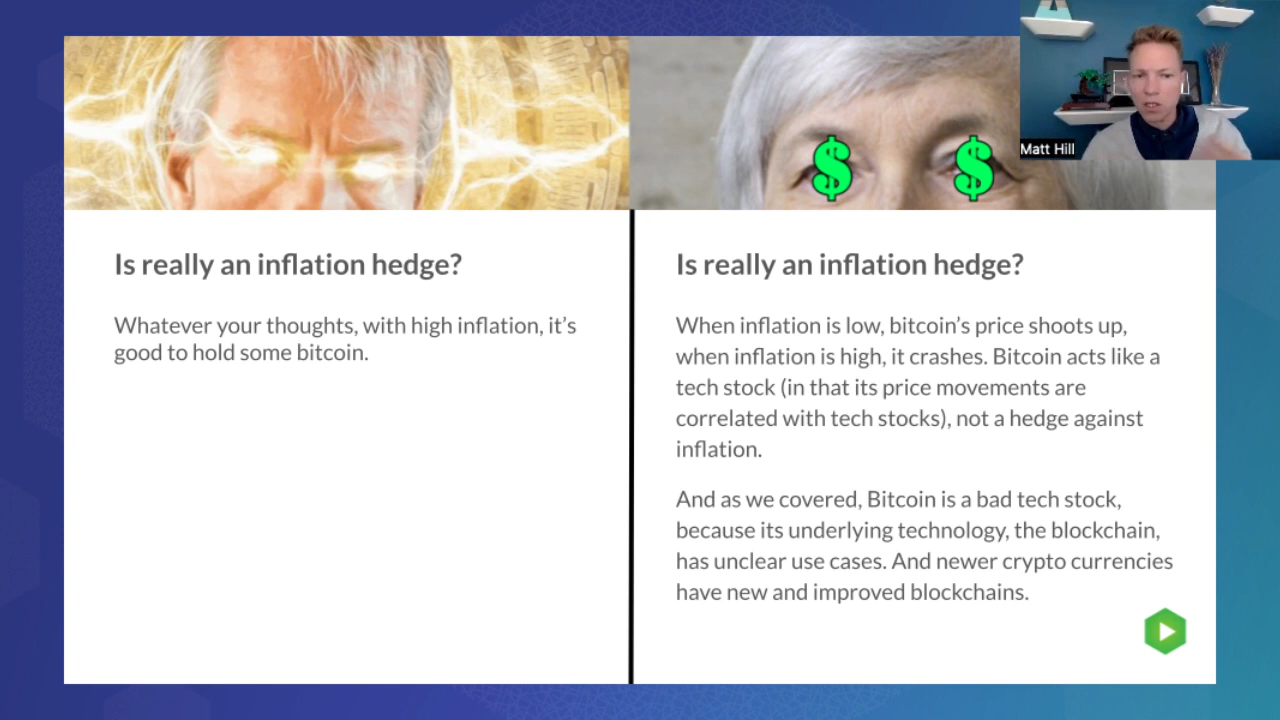 Matt Hill
Is really an inflation hedge?
Whatever your thoughts, with high inflation, it’s
good to hold some bitcoin.
Is really an inflation hedge?
When inflation is low, bitcoin’s price shoots up,
when inflation is high, it crashes. Bitcoin acts like a
tech stock (in that its price movements are
correlated with tech stocks), not a hedge against
inflation.
And as we covered, Bitcoin is a bad tech stock,
because its underlying technology, the blockchain,
has unclear use cases. And newer crypto currencies
have new and improved blockchains.